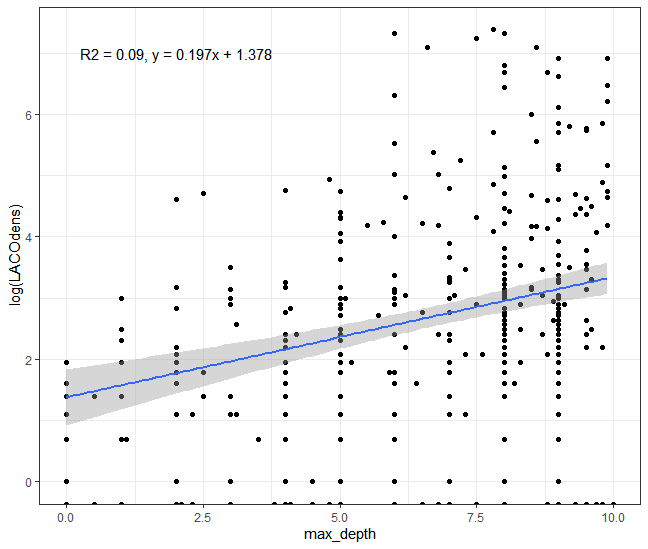 R2 = 0.09, y = 0.197x + 1.378
6
4
2
0
log(LACOdens)
0.0 2.5 5.0 7.5 10.0
max_depth